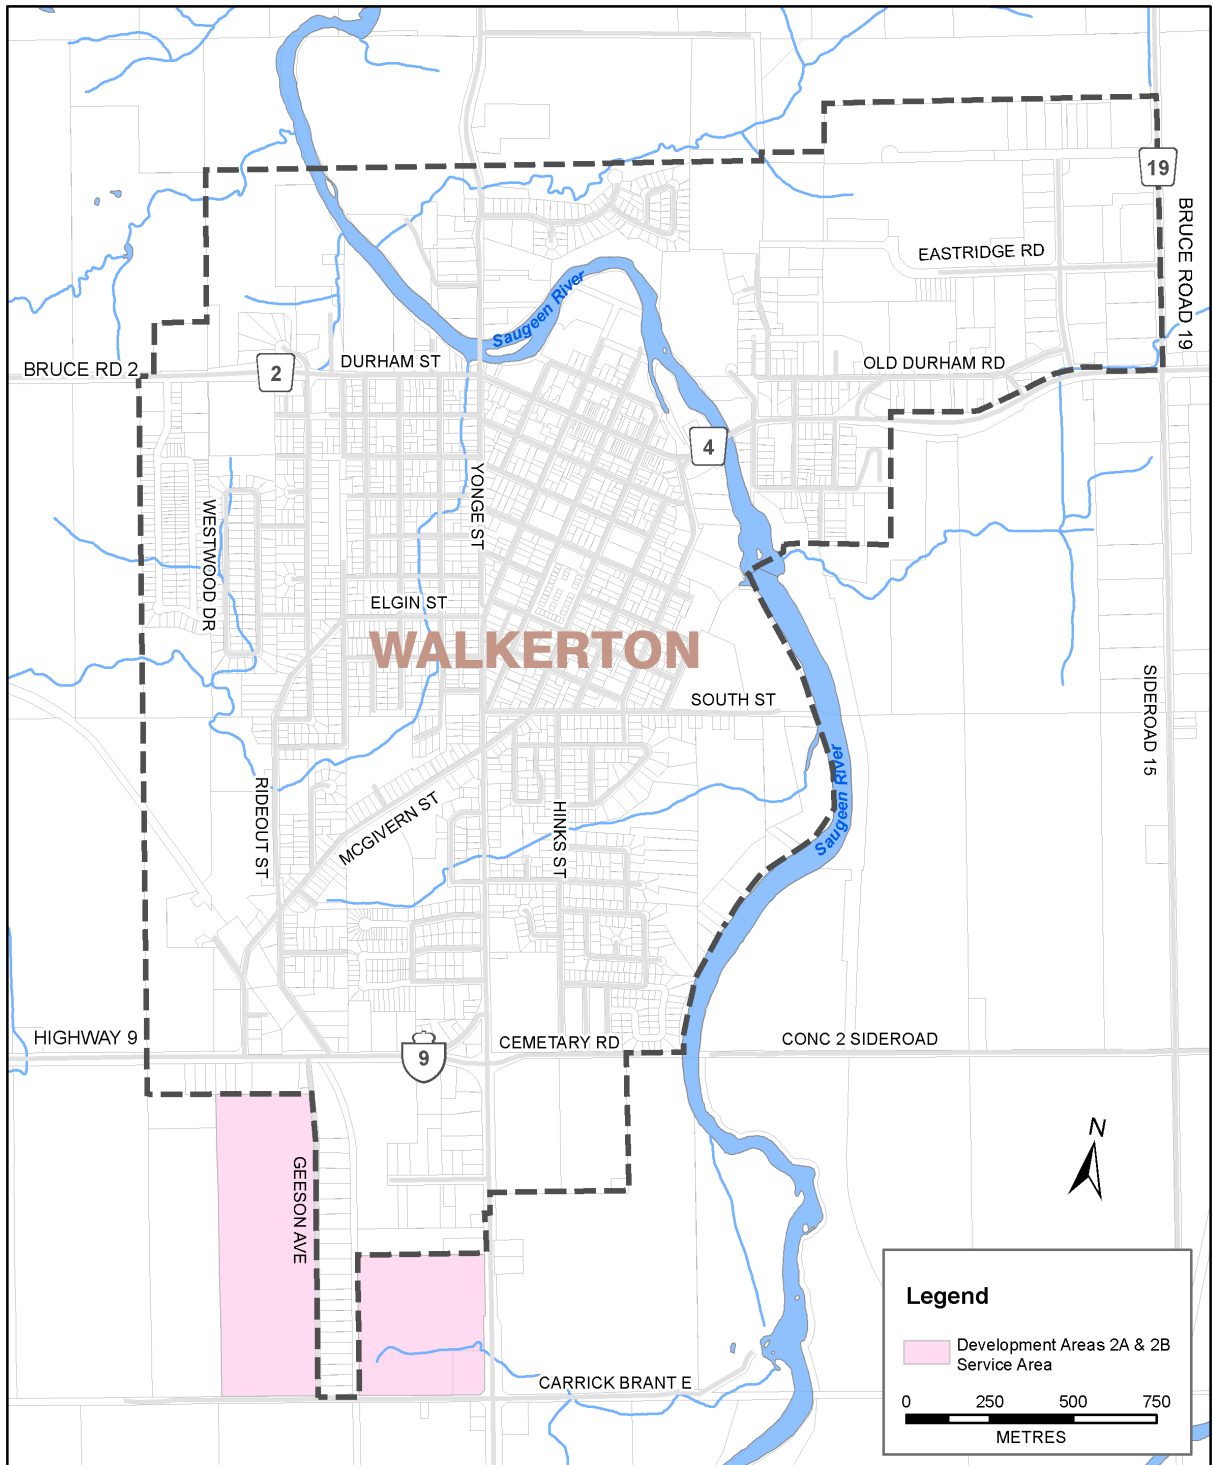 19
BRUCE ROAD 19
EASTRIDGE RD
Saugeen River
BRUCE RD 2
2
DURHAM ST
OLD DURHAM RD
4
YONGE ST
WESTWOOD DR
ELGIN ST
WALKERTON
SOUTH ST
SIDEROAD 15
Saugeen River
RIDEOUT ST
MCGIVERN ST
HINKS ST
HIGHWAY 9
9
CEMETARY RD
CONC 2 SIDEROAD
N
GEESON AVE
CARRICK BRANT E
Legend
Development Areas 2A & 2B
Service Area
0 250 500 750
METRES